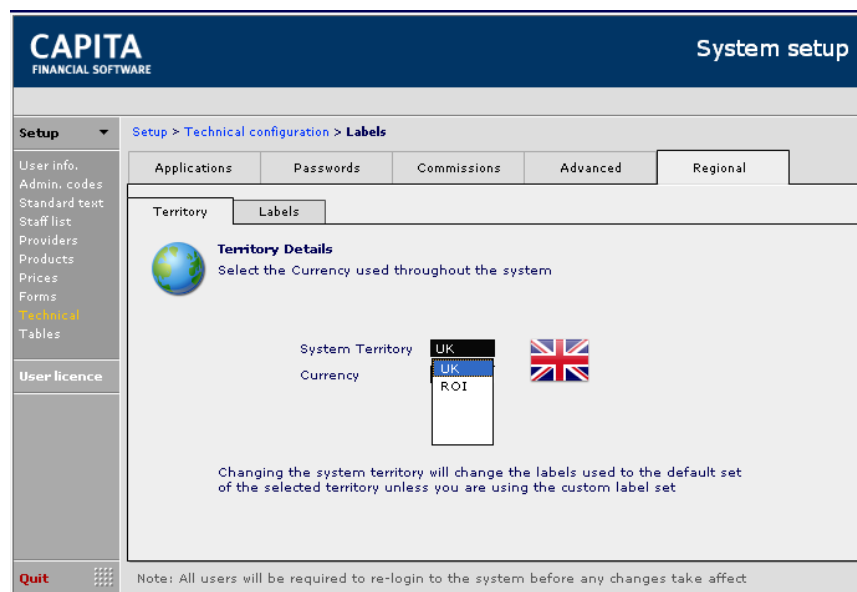 CAPITA
FINANCIAL SOFTWARE
System setup
Setup
Setup > Technical configuration > Labels
User info.
Admin. codes
Standard text
Staff list
Providers
Products
Prices
Forms
Technical
Tables
User licence
Quit
Applications
Passwords
Commissions
Advanced
Regional
Territory
Labels
Territory Details
Select the Currency used throughout the system
System Territory
UK
Currency
UK
ROI
Changing the system territory will change the labels used to the default set
of the selected territory unless you are using the custom label set
Note: All users will be required to re-login to the system before any changes take affect